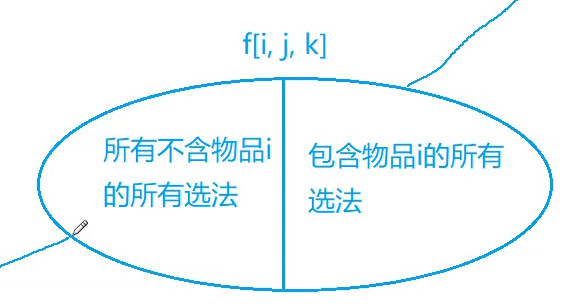 f[i, j, k]
所有不含物品i
的所有选法
包含物品i的所有
选法